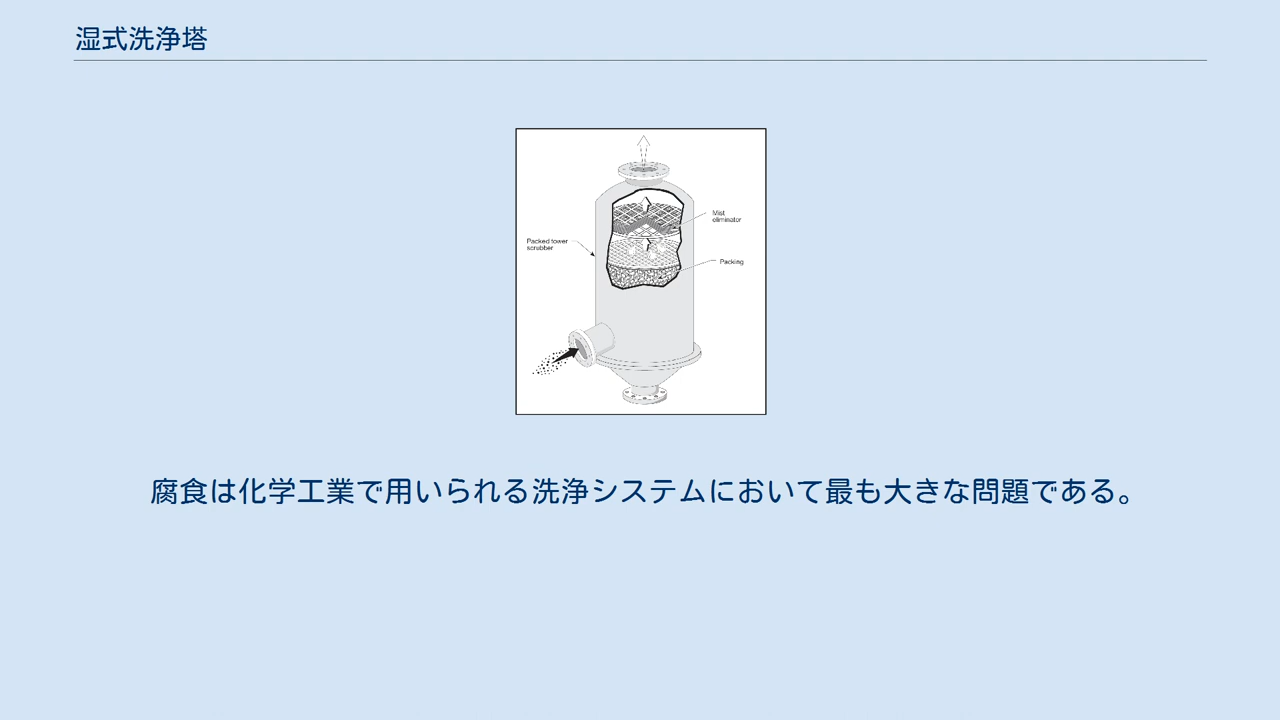 湿式洗浄塔
Mist
eliminator
Packed tower
scrubber
Packing
腐食は化学工業で用いられる洗浄システムにおいて最も大きな問題である。